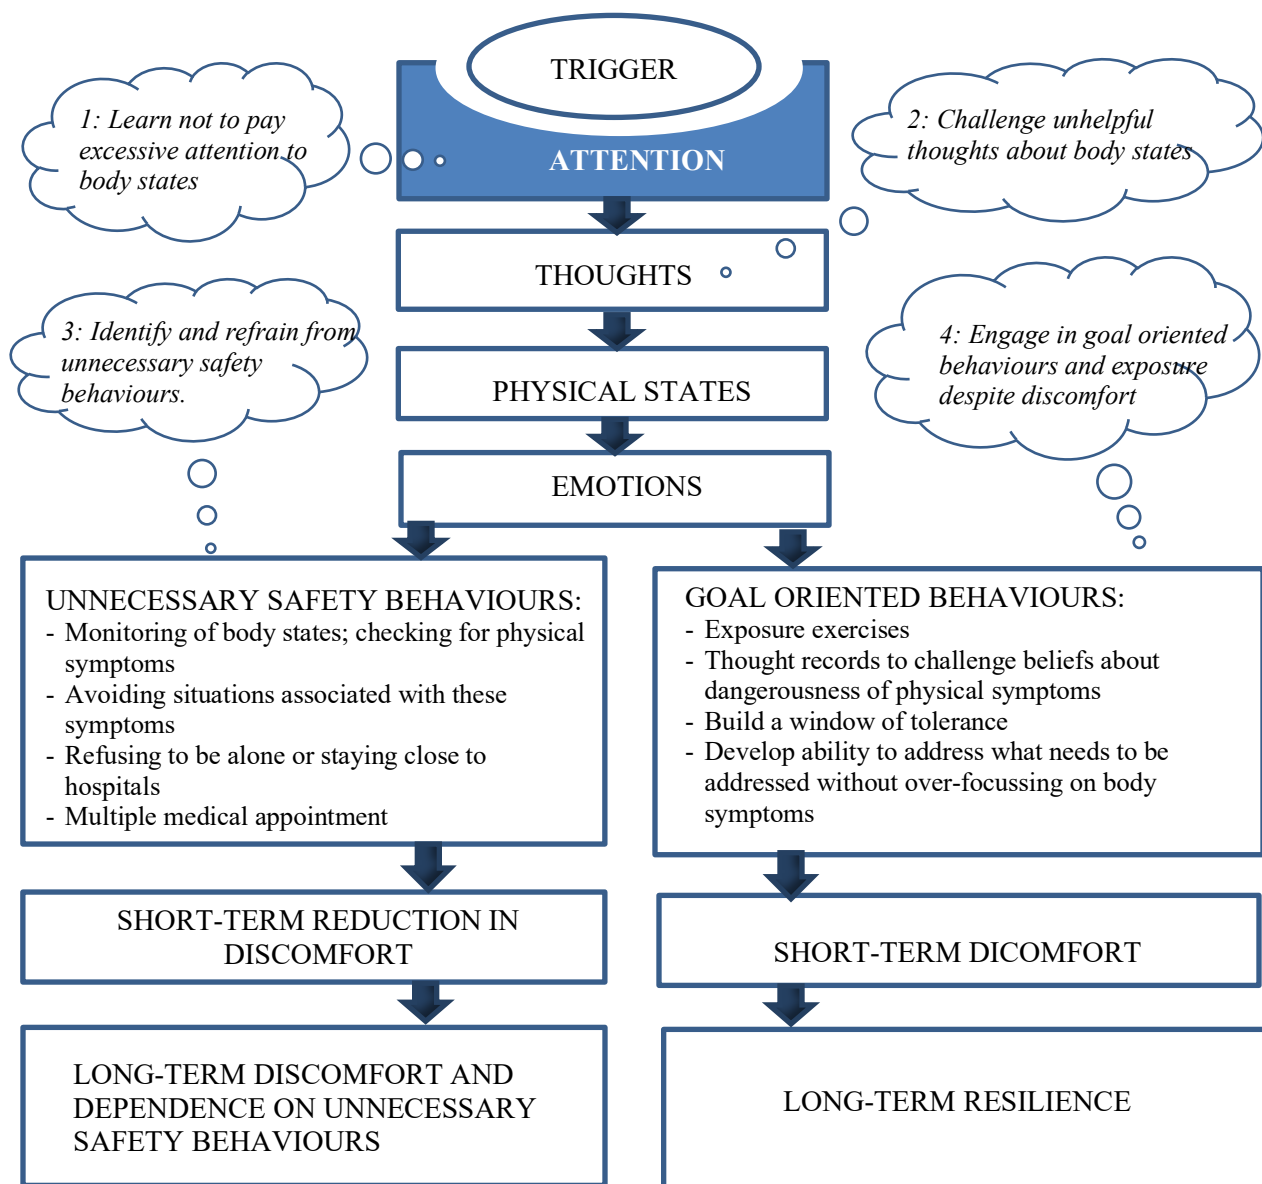 TRIGGER
ATTENTION
1: Learn not to pay
excessive attention to
body states
2: Challenge unhelpful
thoughts about body states
THOUGHTS
3: Identify and refrain from
unnecessary safety
behaviours.
4: Engage in goal oriented
behaviours and exposure
despite discomfort
PHYSICAL STATES
EMOTIONS
UNNECESSARY SAFETY BEHAVIOURS:
- Monitoring of body states; checking for physical
symptoms
- Avoiding situations associated with these
symptoms
- Refusing to be alone or staying close to
hospitals
- Multiple medical appointment
GOAL ORIENTED BEHAVIOURS:
- Exposure exercises
- Thought records to challenge beliefs about
dangerousness of physical symptoms
- Build a window of tolerance
- Develop ability to address what needs to be
addressed without over-focussing on body
symptoms
SHORT-TERM REDUCTION IN
DISCOMFORT
SHORT-TERM DICOMFORT
LONG-TERM DISCOMFORT AND
DEPENDENCE ON UNNECESSARY
SAFETY BEHAVIOURS
LONG-TERM RESILIENCE